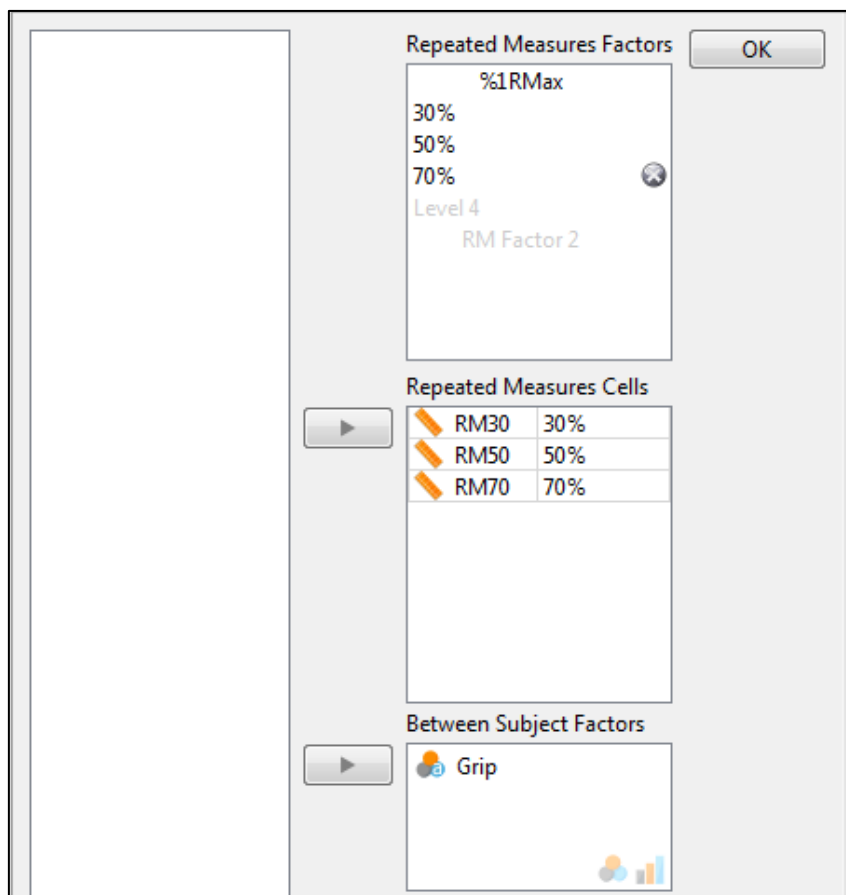 Repeated Measures Factors
OK
%1RMax
30%
50%
70%
Level 4
RM Factor 2
Repeated Measures Cells
RM30 30%
RM50 50%
RM70 70%
Between Subject Factors
a Grip